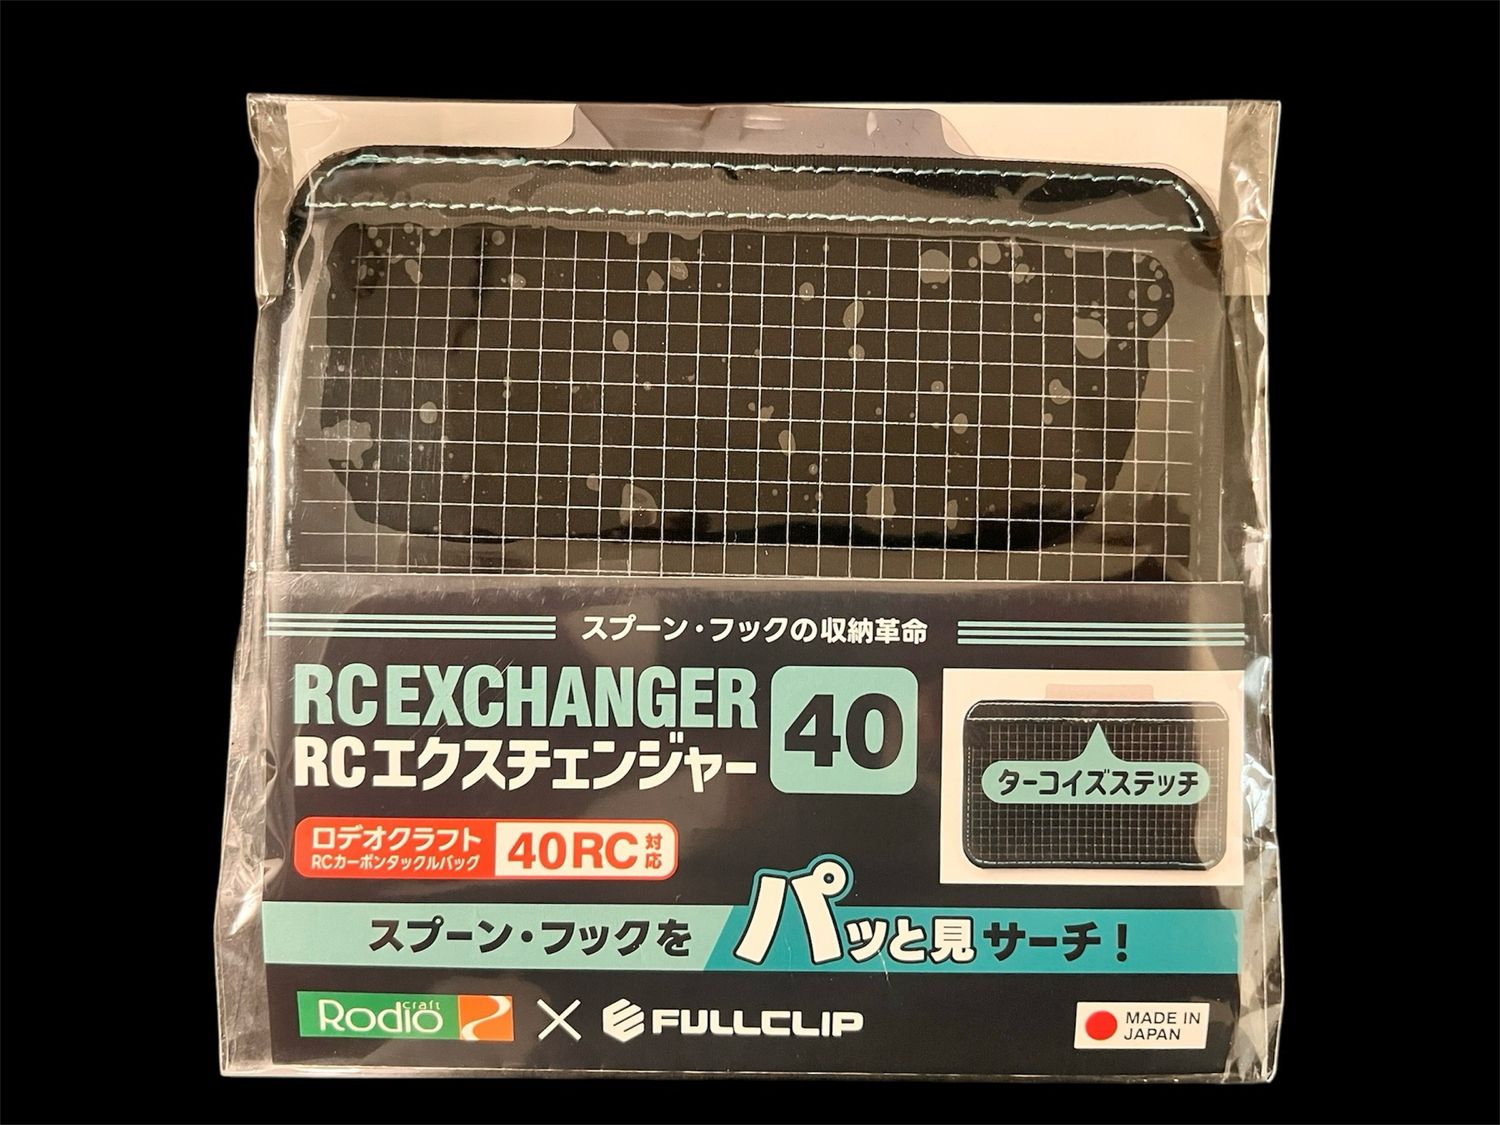 スプーン・フックの収納革命
RC EXCHANGER
RCエクスチェンジャー
40
ターコイズステッチ
ロデオクラフト
RCカーボンタックルバッグ
40RC
対応
スプーン・フックを パッと見 サーチ！
Rodio craft × FULLCLIP
MADE IN
JAPAN